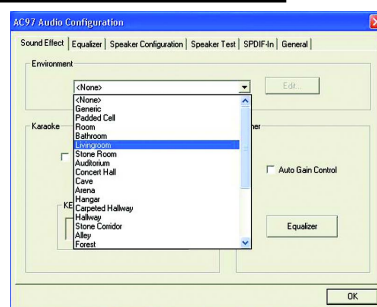 AC97 Audio Configuration
Sound Effect Equalizer Speaker Configuration Speaker Test SPDIF-In General
Environment
<None>
Edit...
<None>
Generic
Padded Cell
Room
Bathroom
Livingroom
Stone Room
Auditorium
Concert Hall
Cave
Arena
Hangar
Carpeted Hallway
Hallway
Stone Corridor
Alley
Forest
Karaoke
KE
her
Auto Gain Control
Equalizer
OK